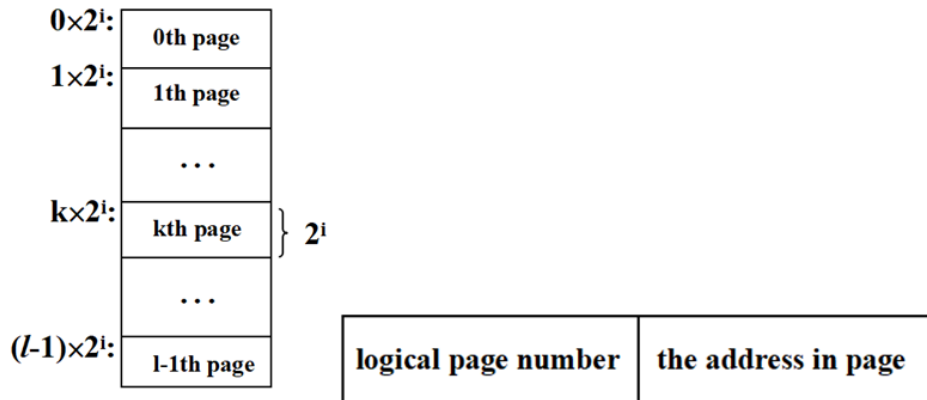 0×2ⁱ:
0th page
1×2ⁱ:
1th page
...
k×2ⁱ:
kth page
2ⁱ
...
(l-1)×2ⁱ:
l-1th page
logical page number
the address in page